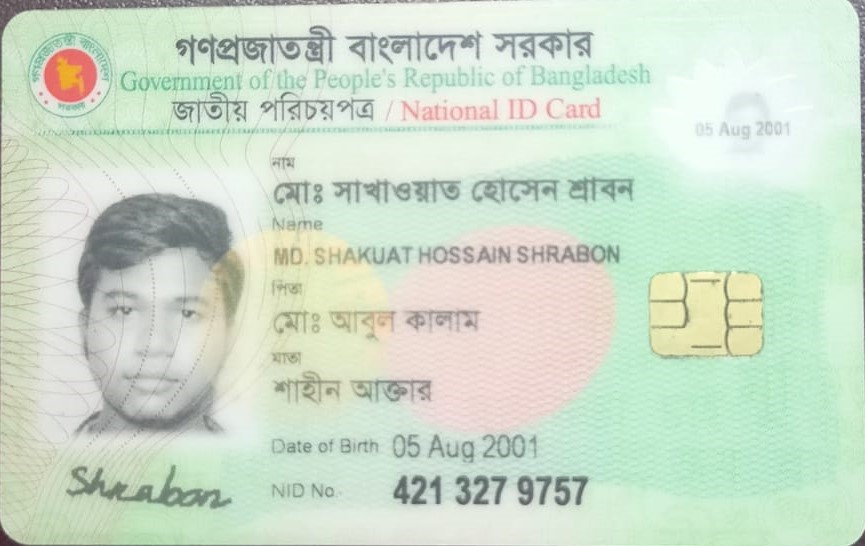 গণপ্রজাতন্ত্রী বাংলাদেশ সরকার
Government of the People's Republic of Bangladesh
জাতীয় পরিচয়পত্র / National ID Card
05 Aug 2001
নাম
মোঃ সাখাওয়াত হোসেন শ্রাবন
Name
MD. SHAKUAT HOSSAIN SHRABON
পিতা
মোঃ আবুল কালাম
মাতা
শাহীন আক্তার
Date of Birth 05 Aug 2001
Shrabon
NID No. 421 327 9757